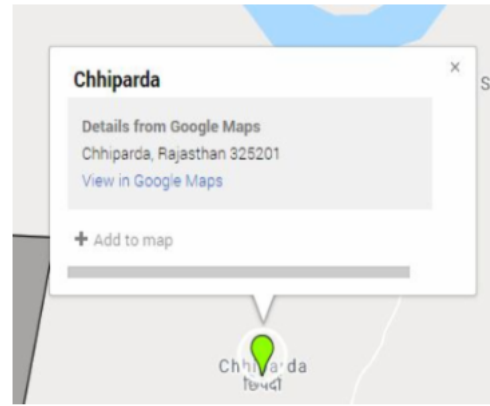 Chhiparda
×
S
Details from Google Maps
Chhiparda, Rajasthan 325201
View in Google Maps
+ Add to map